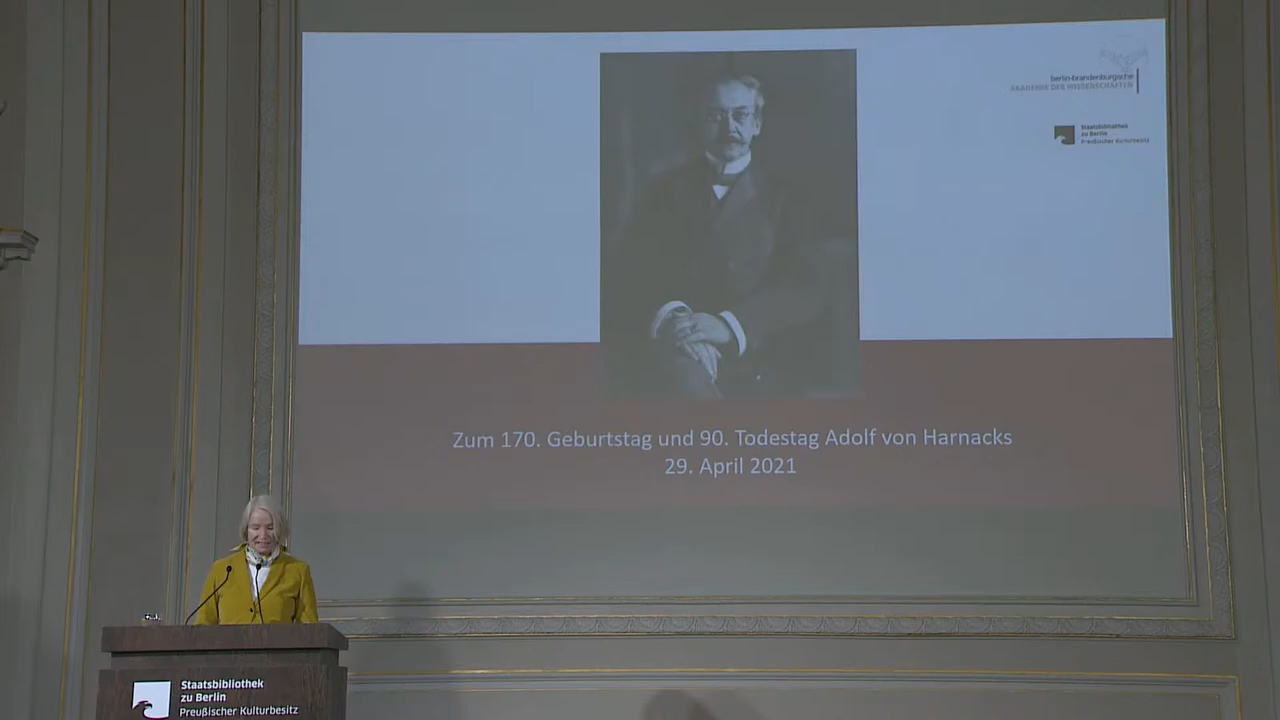 berlin-brandenburgische
AKADEMIE DER WISSENSCHAFTEN
Staatsbibliothek
zu Berlin
Preußischer Kulturbesitz
Zum 170. Geburtstag und 90. Todestag Adolf von Harnacks
29. April 2021
Staatsbibliothek
zu Berlin
Preußischer Kulturbesitz